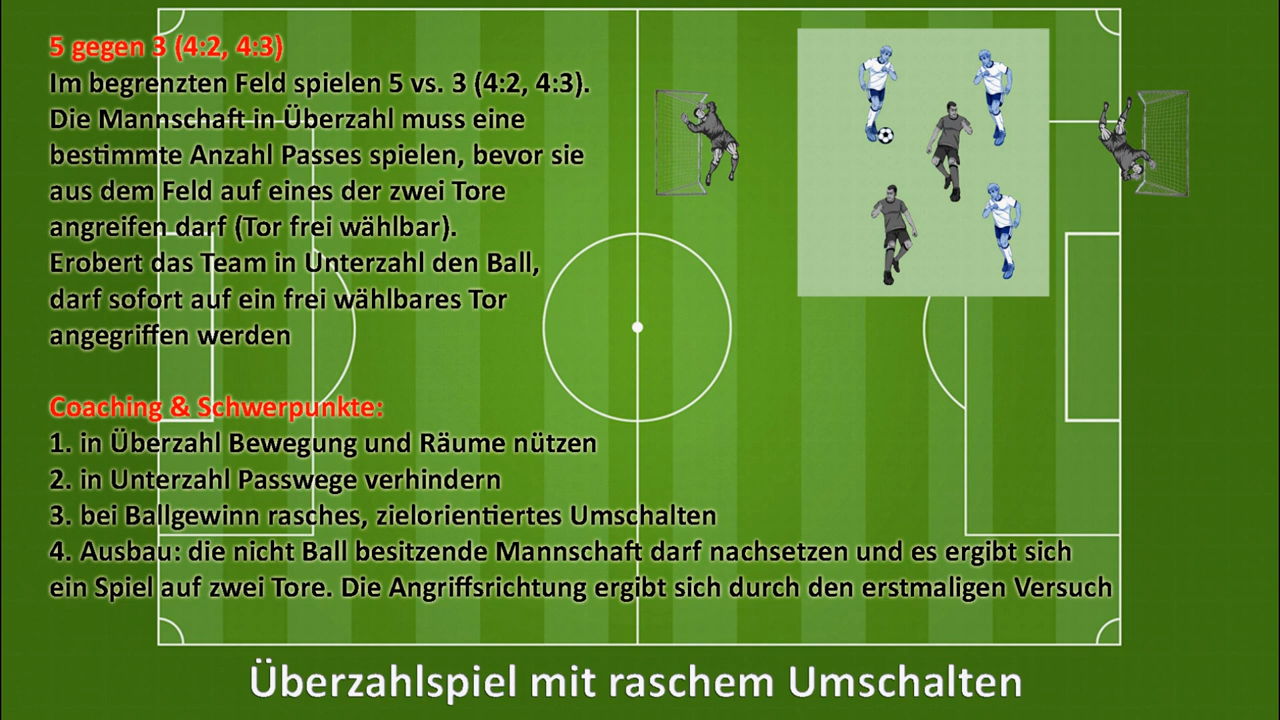 5 gegen 3 (4:2, 4:3)
Im begrenzten Feld spielen 5 vs. 3 (4:2, 4:3).
Die Mannschaft in Überzahl muss eine
bestimmte Anzahl Passes spielen, bevor sie
aus dem Feld auf eines der zwei Tore
angreifen darf (Tor frei wählbar).
Erobert das Team in Unterzahl den Ball,
darf sofort auf ein frei wählbares Tor
angegriffen werden
Coaching & Schwerpunkte:
1. in Überzahl Bewegung und Räume nützen
2. in Unterzahl Passwege verhindern
3. bei Ballgewinn rasches, zielorientiertes Umschalten
4. Ausbau: die nicht Ball besitzende Mannschaft darf nachsetzen und es ergibt sich
ein Spiel auf zwei Tore. Die Angriffsrichtung ergibt sich durch den erstmaligen Versuch
Überzahlspiel mit raschem Umschalten